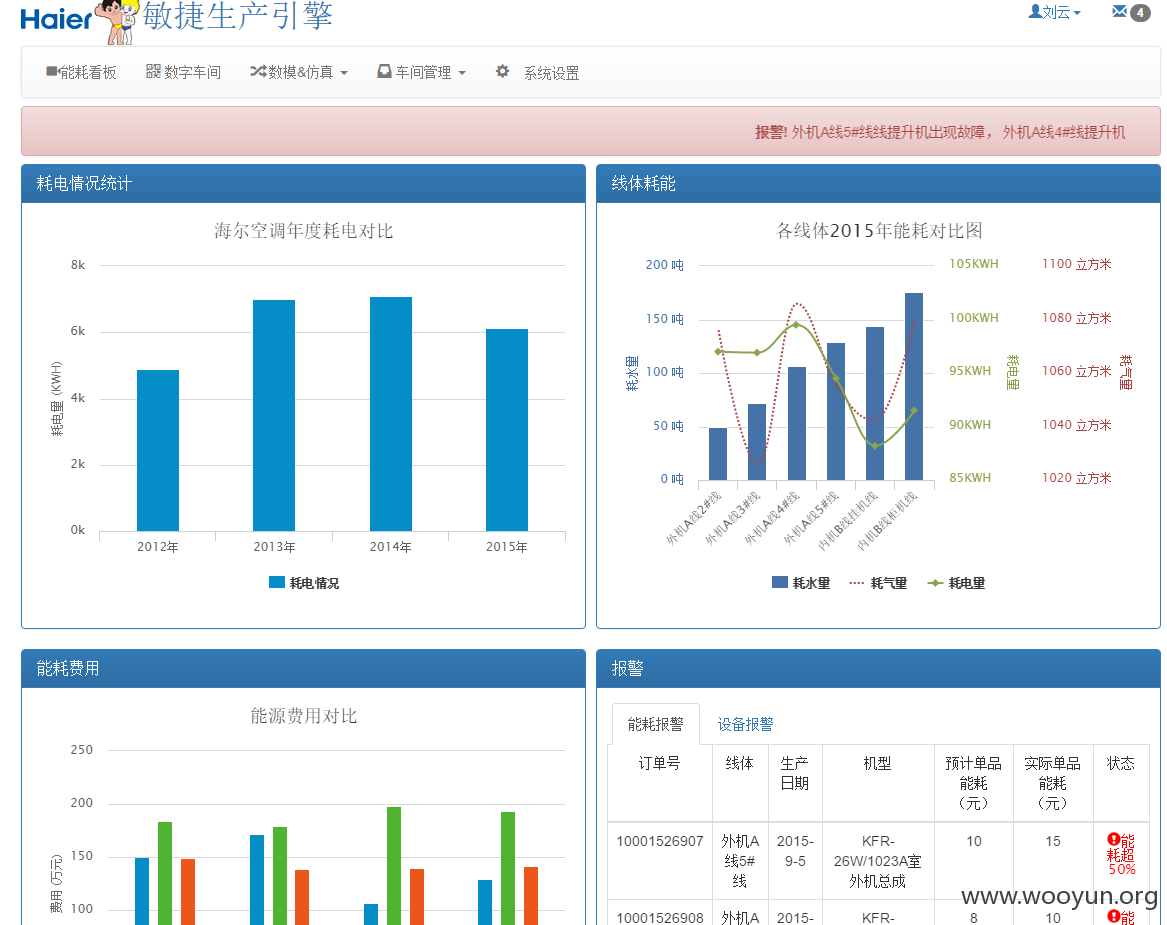 Haier 敏捷生产引擎
刘云 4
能耗看板 数字车间 数模&仿真 车间管理 系统设置
报警! 外机A线5#线线提升机出现故障， 外机A线4#线提升机
耗电情况统计
海尔空调年度耗电对比
8k
6k
4k
2k
0k
耗电量 (KWH)
2012年 2013年 2014年 2015年
耗电情况
线体耗能
各线体2015年能耗对比图
200 吨 105KWH 1100 立方米
150 吨 100KWH 1080 立方米
100 吨 95KWH 1060 立方米
50 吨 90KWH 1040 立方米
0 吨 85KWH 1020 立方米
耗水量
耗电量
耗气量
外机A线2#线
外机A线3#线
外机A线4#线
外机A线5#线
内机B线挂机线
内机B线柜机线
耗水量 耗气量 耗电量
能耗费用
能源费用对比
250
200
150
100
费用 (万元)
报警
能耗报警 设备报警
订单号 线体 生产日期 机型 预计单品能耗（元） 实际单品能耗（元） 状态
10001526907 外机A线5#线 2015-9-5 KFR-26W/1023A室外机总成 10 15 能耗超50%
10001526908 外机A 2015- KFR- 8 10 能
www.wooyun.org